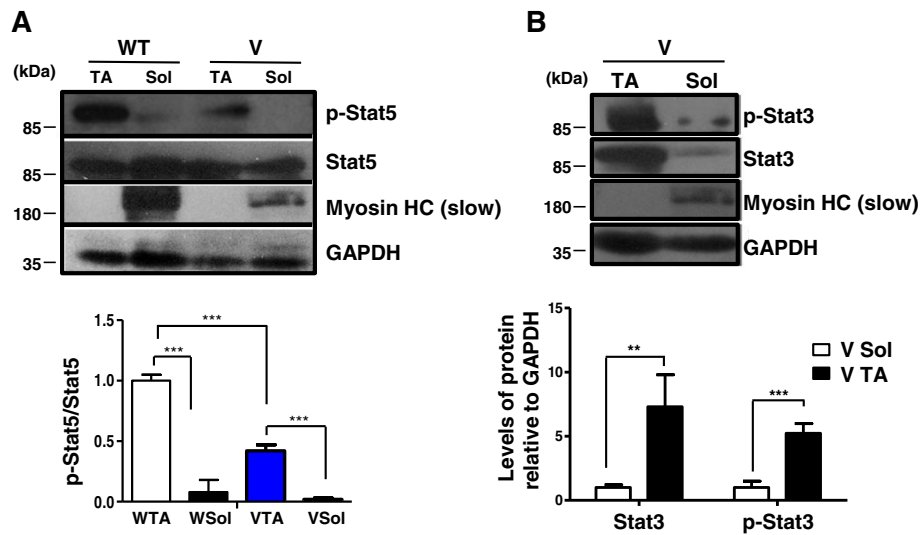 A
WT V
(kDa) TA Sol TA Sol
p-Stat5
85
Stat5
85
Myosin HC (slow)
180
GAPDH
35
p-Stat5/Stat5
1.5
1.0
0.5
0.0
***
***
***
WTA WSol VTA VSol
B
V
(kDa) TA Sol
p-Stat3
85
Stat3
85
Myosin HC (slow)
180
GAPDH
35
Levels of protein
relative to GAPDH
15
10
5
0
**
***
V Sol
V TA
Stat3 p-Stat3